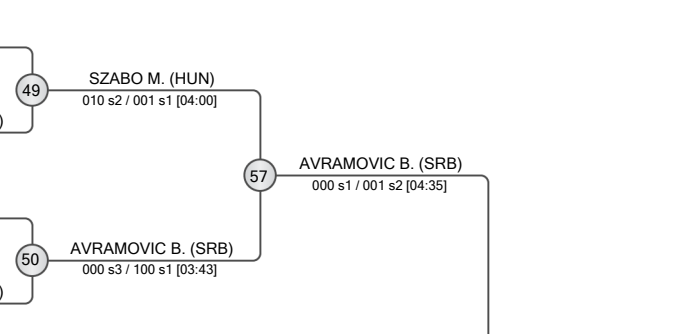 SZABO M. (HUN)
49
010 s2 / 001 s1 [04:00]
)
AVRAMOVIC B. (SRB)
57
000 s1 / 001 s2 [04:35]
AVRAMOVIC B. (SRB)
50
000 s3 / 100 s1 [03:43]
)